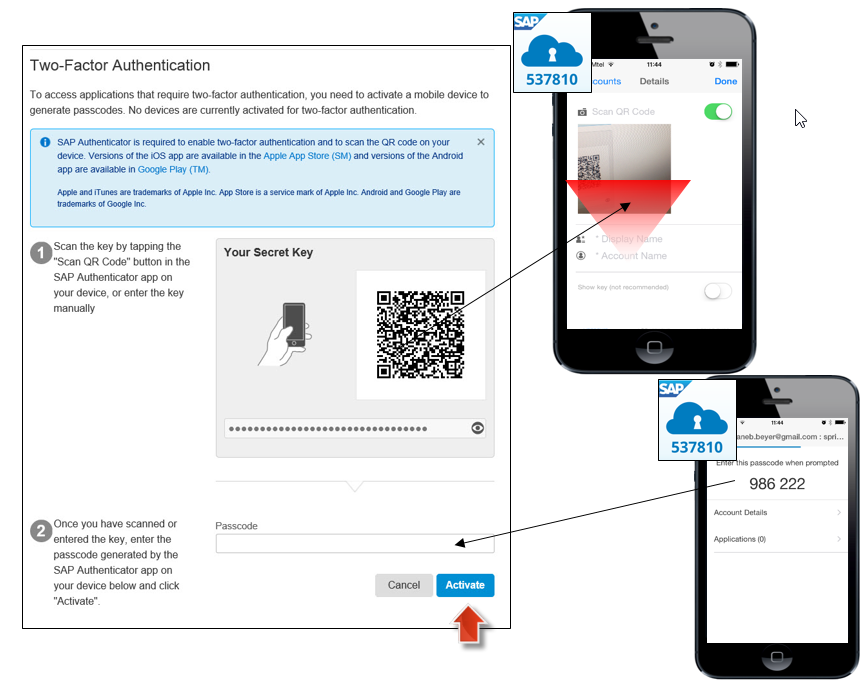 Two-Factor Authentication
To access applications that require two-factor authentication, you need to activate a mobile device to
generate passcodes. No devices are currently activated for two-factor authentication.
SAP Authenticator is required to enable two-factor authentication and to scan the QR code on your
device. Versions of the iOS app are available in the Apple App Store (SM) and versions of the Android
app are available in Google Play (TM).
Apple and iTunes are trademarks of Apple Inc. App Store is a service mark of Apple Inc. Android and Google Play are
trademarks of Google Inc.
1
Scan the key by tapping the
"Scan QR Code" button in the
SAP Authenticator app on
your device, or enter the key
manually
Your Secret Key
2
Once you have scanned or
entered the key, enter the
passcode generated by the
SAP Authenticator app on
your device below and click
"Activate".
Passcode
Cancel
Activate
SAP
537810
Mtel
11:44
counts
Details
Done
Scan QR Code
* Display Name
* Account Name
Show key (not recommended)
SAP
537810
11:44
aneb.beyer@gmail.com : spri...
Enter this passcode when prompted
986 222
Account Details
Applications (0)